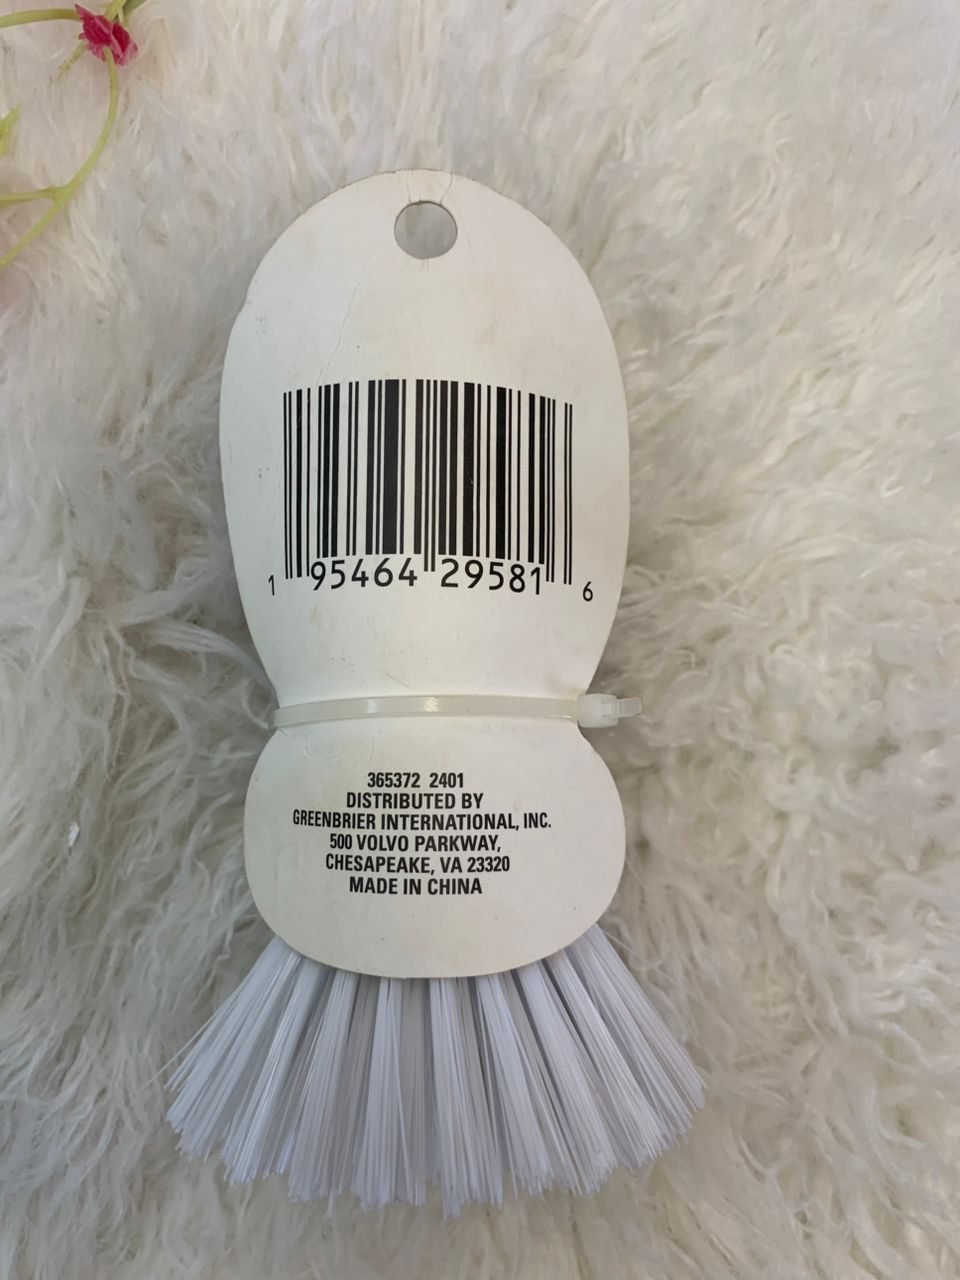 1 95464 29581 6
365372 2401
DISTRIBUTED BY
GREENBRIER INTERNATIONAL, INC.
500 VOLVO PARKWAY,
CHESAPEAKE, VA 23320
MADE IN CHINA